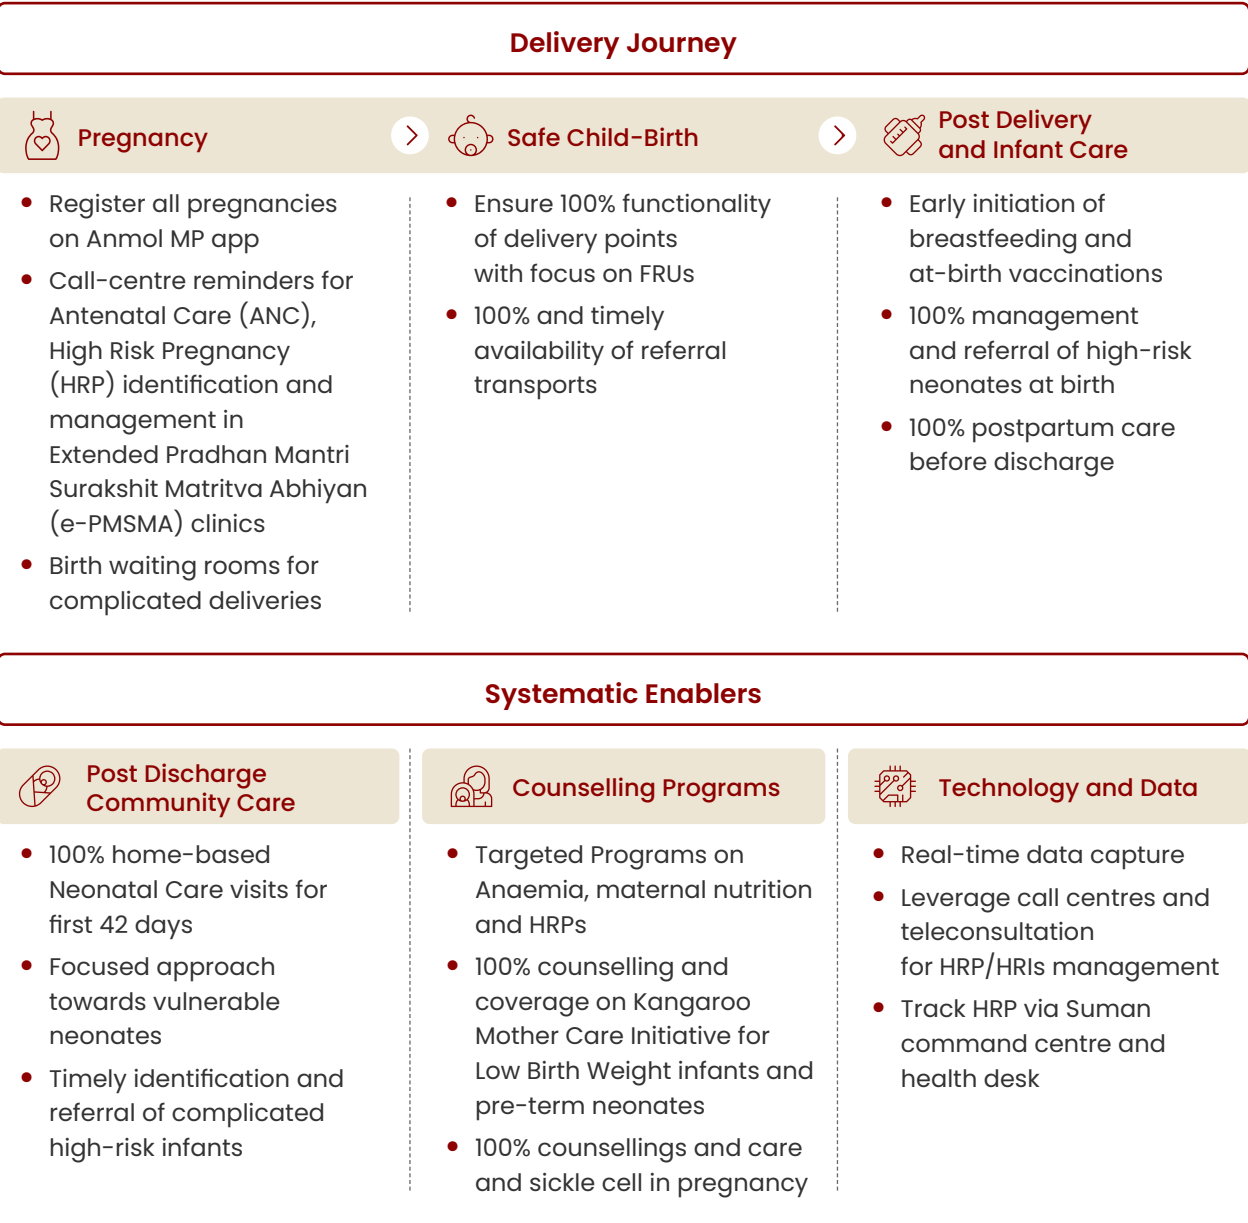 Delivery Journey
Pregnancy
Register all pregnancies
on Anmol MP app
Call-centre reminders for
Antenatal Care (ANC),
High Risk Pregnancy
(HRP) identification and
management in
Extended Pradhan Mantri
Surakshit Matritva Abhiyan
(e-PMSMA) clinics
Birth waiting rooms for
complicated deliveries
Safe Child-Birth
Ensure 100% functionality
of delivery points
with focus on FRUs
100% and timely
availability of referral
transports
Post Delivery
and Infant Care
Early initiation of
breastfeeding and
at-birth vaccinations
100% management
and referral of high-risk
neonates at birth
100% postpartum care
before discharge
Systematic Enablers
Post Discharge
Community Care
100% home-based
Neonatal Care visits for
first 42 days
Focused approach
towards vulnerable
neonates
Timely identification and
referral of complicated
high-risk infants
Counselling Programs
Targeted Programs on
Anaemia, maternal nutrition
and HRPs
100% counselling and
coverage on Kangaroo
Mother Care Initiative for
Low Birth Weight infants and
pre-term neonates
100% counsellings and care
and sickle cell in pregnancy
Technology and Data
Real-time data capture
Leverage call centres and
teleconsultation
for HRP/HRIs management
Track HRP via Suman
command centre and
health desk